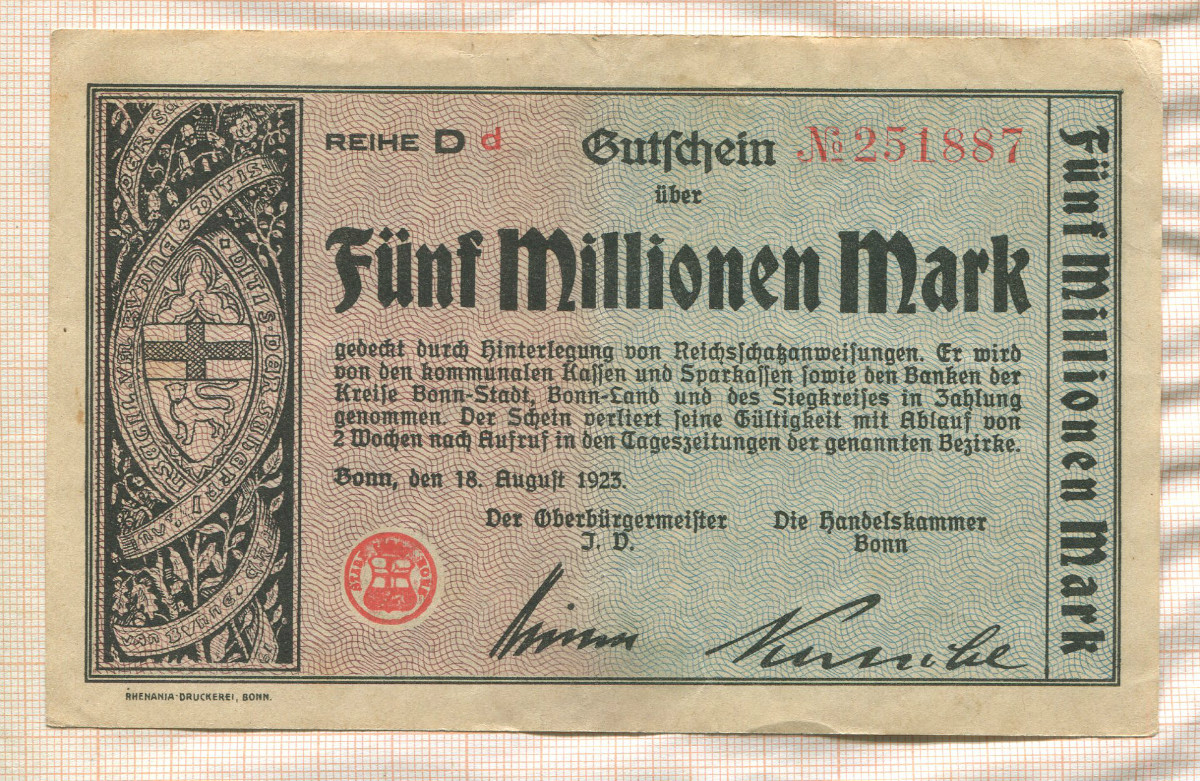 REIHE D d Gutschein № 251887
über
Fünf Millionen Mark
gedeckt durch Hinterlegung von Reichsschatzanweisungen. Er wird
von den kommunalen Kassen und Sparkassen sowie den Banken der
Kreise Bonn-Stadt, Bonn-Land und des Siegkreises in Zahlung
genommen. Der Schein verliert seine Gültigkeit mit Ablauf von
2 Wochen nach Aufruf in den Tageszeitungen der genannten Bezirke.
Bonn, den 18. August 1923.
Der Oberbürgermeister
J. V.
Die Handelskammer
Bonn
Fünf Millionen Mark
RHENANIA-DRUCKEREI, BONN.